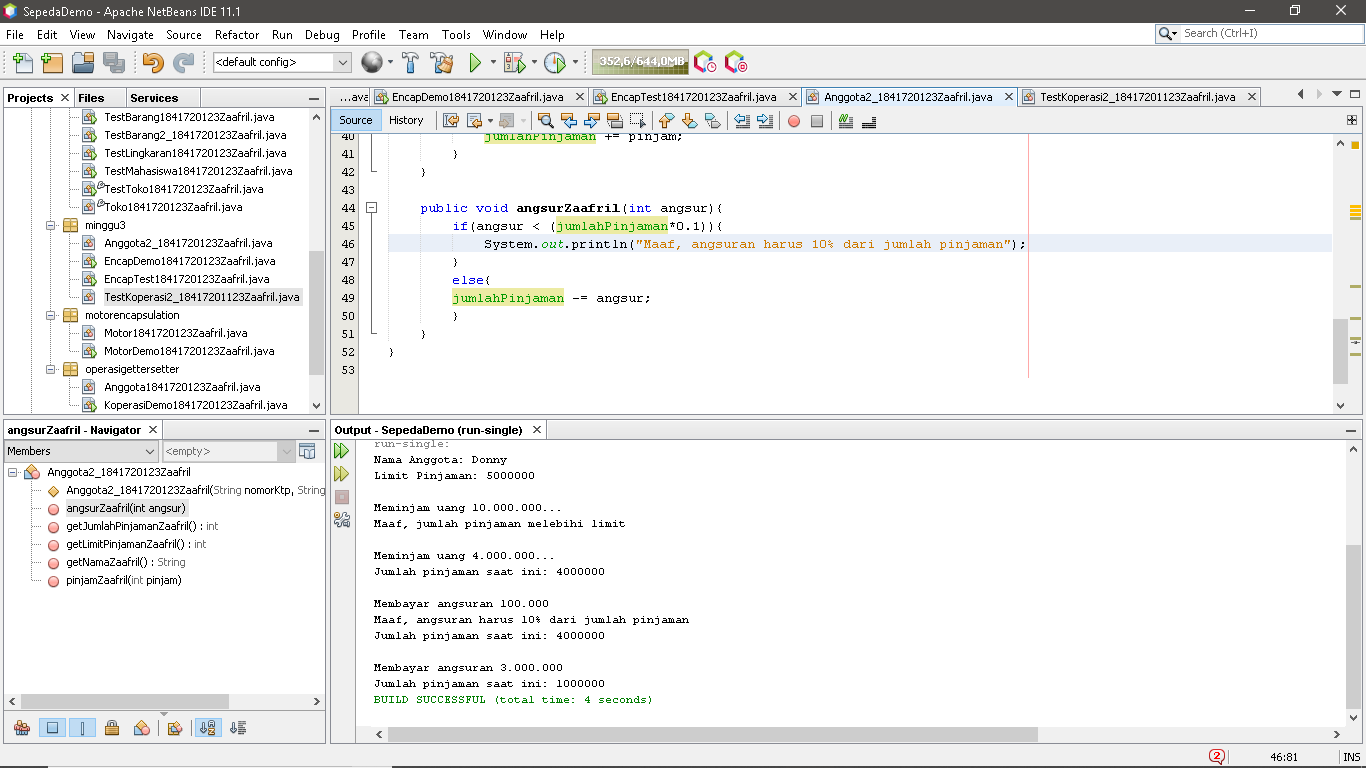 SepedaDemo - Apache NetBeans IDE 11.1
File Edit View Navigate Source Refactor Run Debug Profile Team Tools Window Help
Search (Ctrl+I)
<default config>
352,6/644,0MB
Projects Files Services
TestBarang1841720123Zaafril.java
TestBarang2_1841720123Zaafril.java
TestLingkaran1841720123Zaafril.java
TestMahasiswa1841720123Zaafril.java
TestToko1841720123Zaafril.java
Toko1841720123Zaafril.java
minggu3
Anggota2_1841720123Zaafril.java
EncapDemo1841720123Zaafril.java
EncapTest1841720123Zaafril.java
TestKoperasi2_18417201123Zaafril.java
motorencapsulation
Motor1841720123Zaafril.java
MotorDemo1841720123Zaafril.java
operasigettersetter
Anggota1841720123Zaafril.java
KoperasiDemo1841720123Zaafril.java
...ava EncapDemo1841720123Zaafril.java EncapTest1841720123Zaafril.java Anggota2_1841720123Zaafril.java TestKoperasi2_18417201123Zaafril.java
Source History
40 jumlahPinjaman += pinjam;
41 }
42 }
43
44 public void angsurZaafril(int angsur){
45 if(angsur < (jumlahPinjaman*0.1)){
46 System.out.println("Maaf, angsuran harus 10% dari jumlah pinjaman");
47 }
48 else{
49 jumlahPinjaman -= angsur;
50 }
51 }
52 }
53
angsurZaafril - Navigator
Members <empty>
Anggota2_1841720123Zaafril
Anggota2_1841720123Zaafril(String nomorKtp, String
angsurZaafril(int angsur)
getJumlahPinjamanZaafril() : int
getLimitPinjamanZaafril() : int
getNamaZaafril() : String
pinjamZaafril(int pinjam)
Output - SepedaDemo (run-single)
run-single:
Nama Anggota: Donny
Limit Pinjaman: 5000000
Meminjam uang 10.000.000...
Maaf, jumlah pinjaman melebihi limit
Meminjam uang 4.000.000...
Jumlah pinjaman saat ini: 4000000
Membayar angsuran 100.000
Maaf, angsuran harus 10% dari jumlah pinjaman
Jumlah pinjaman saat ini: 4000000
Membayar angsuran 3.000.000
Jumlah pinjaman saat ini: 1000000
BUILD SUCCESSFUL (total time: 4 seconds)
2 46:81 INS